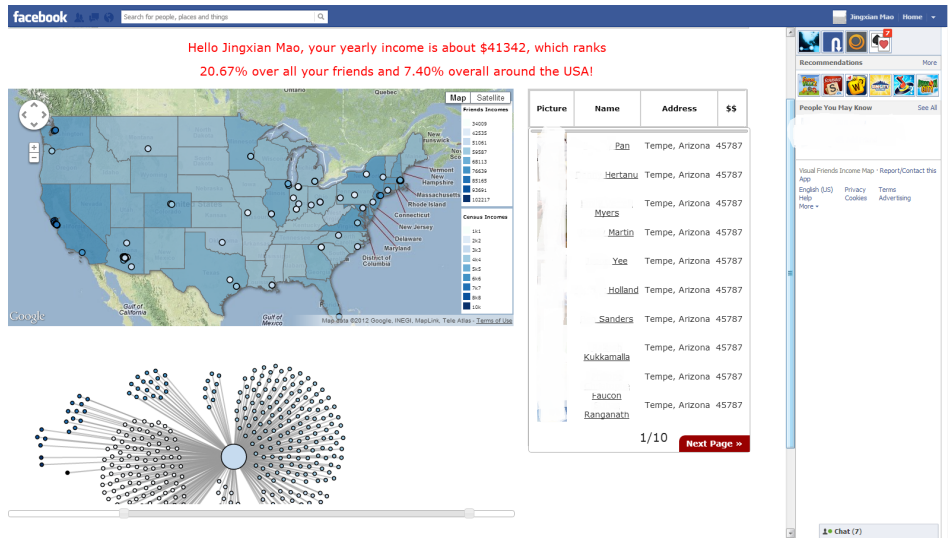 facebook
Search for people, places and things
Jingxian Mao Home
Hello Jingxian Mao, your yearly income is about $41342, which ranks
20.67% over all your friends and 7.40% overall around the USA!
Map Satellite
Ontario
Quebec
New
Brunswick
Vermont
New
Hampshire
Massachusetts
Rhode Island
Connecticut
New Jersey
Delaware
Maryland
District of
Columbia
United States
Gulf of
California
Gulf of
Mexico
Google
Map data ©2012 Google, INEGI, MapLink, Tele Atlas - Terms of Use
Friends Incomes
34008
42535
51061
59587
68113
76639
85165
93691
102217
Census Incomes
1k1
2k2
3k3
4k4
5k5
6k6
7k7
8k8
10k
Picture Name Address $$
Pan Tempe, Arizona 45787
Hertanu Tempe, Arizona 45787
Myers Tempe, Arizona 45787
Martin Tempe, Arizona 45787
Yee Tempe, Arizona 45787
Holland Tempe, Arizona 45787
Sanders Tempe, Arizona 45787
Kukkamalla Tempe, Arizona 45787
Faucon Tempe, Arizona 45787
Ranganath Tempe, Arizona 45787
1/10 Next Page »
7
Recommendations More
People You May Know See All
Visual Friends Income Map · Report/Contact this
App
English (US) Privacy Terms
Help Cookies Advertising
More
Chat (7)